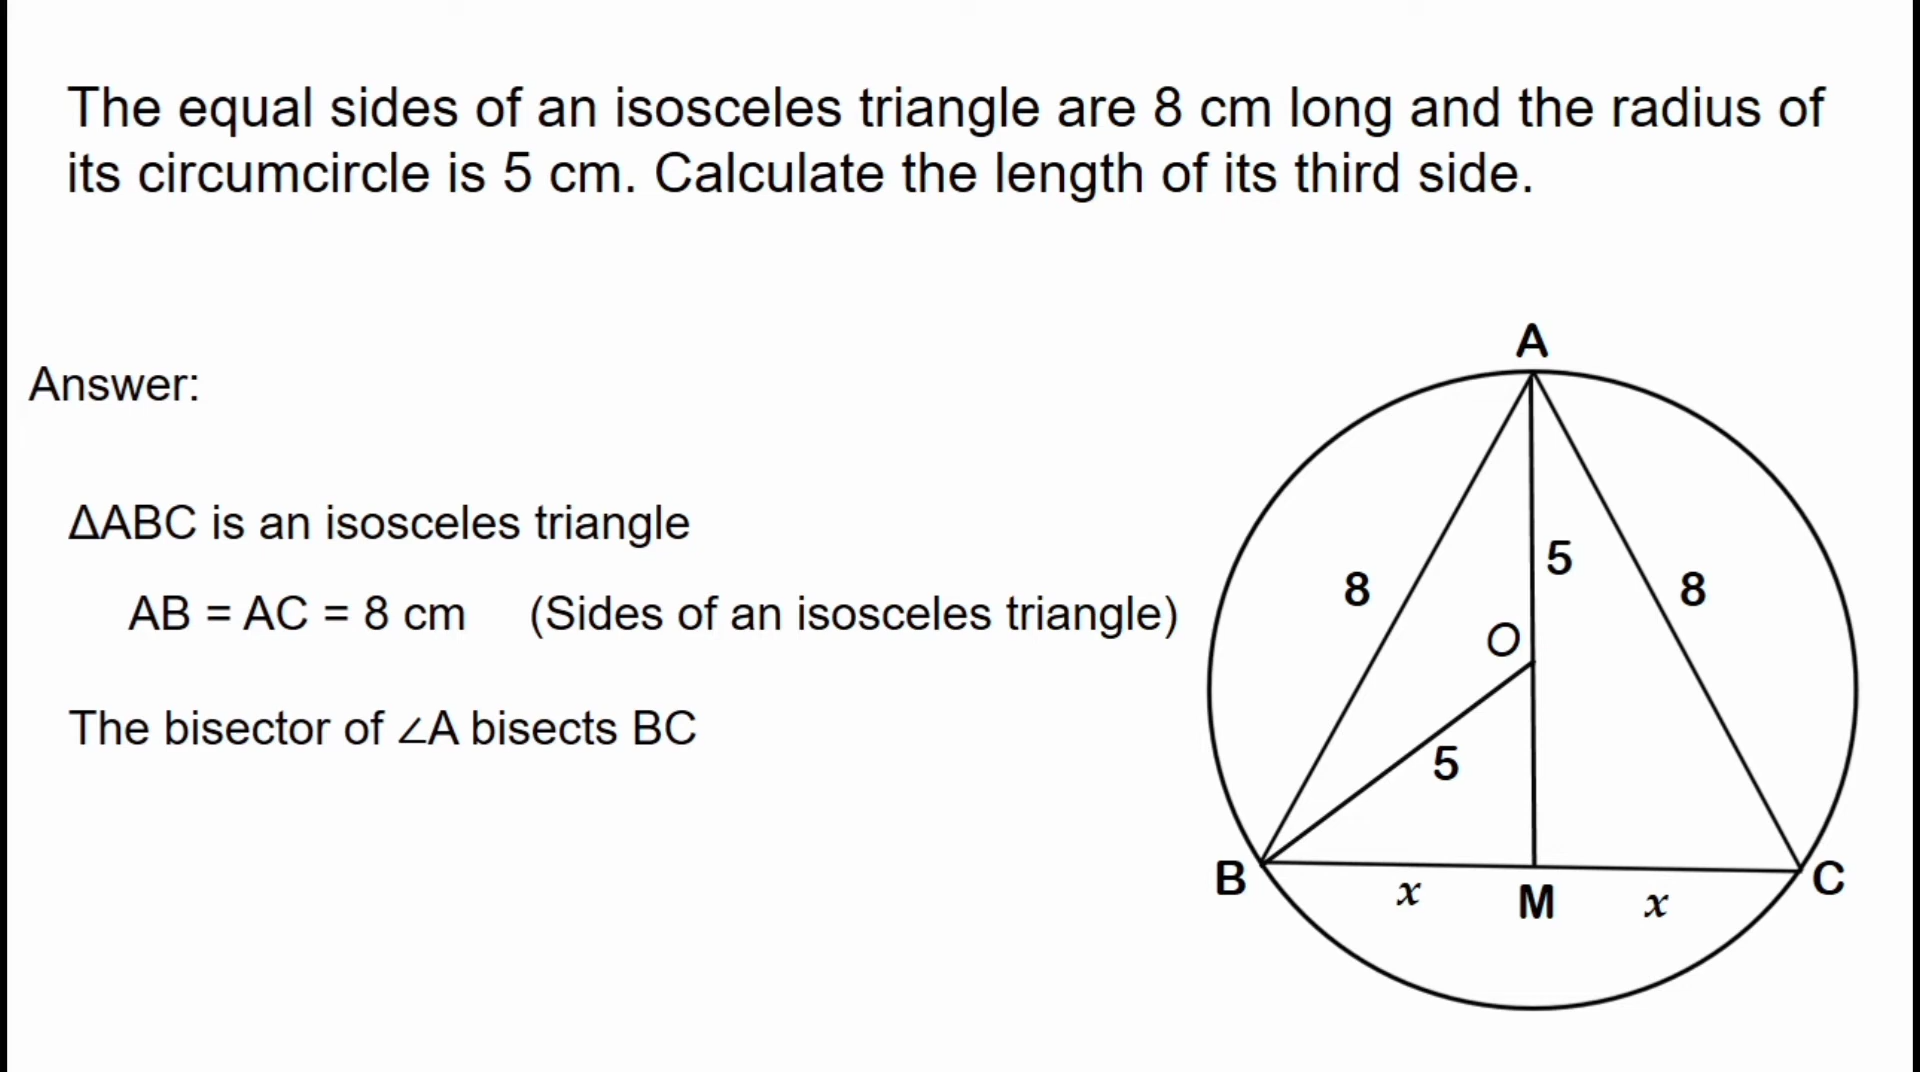 The equal sides of an isosceles triangle are 8 cm long and the radius of
its circumcircle is 5 cm. Calculate the length of its third side.
Answer:
ΔABC is an isosceles triangle
AB = AC = 8 cm (Sides of an isosceles triangle)
The bisector of ∠A bisects BC
A
5
8
8
O
5
B
x
M
x
C